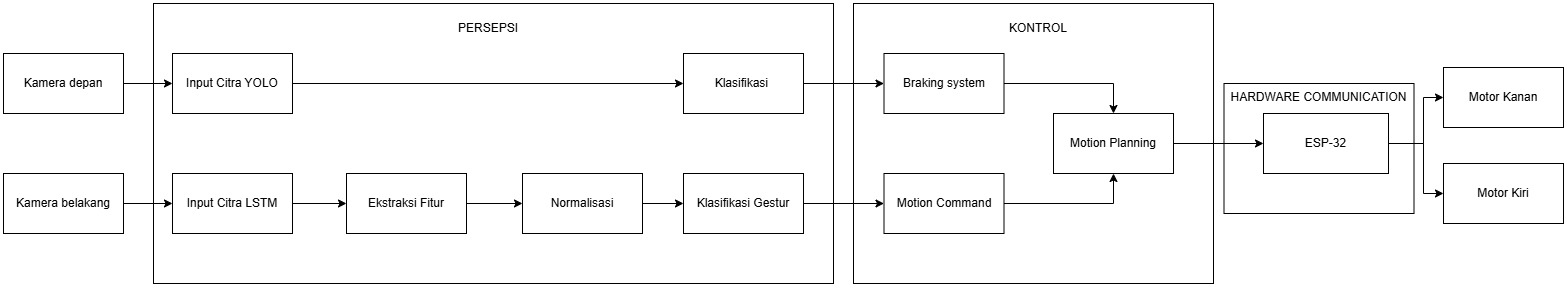 PERSEPSI
KONTROL
Kamera depan
Input Citra YOLO
Klasifikasi
Braking system
Motion Planning
HARDWARE COMMUNICATION
ESP-32
Motor Kanan
Motor Kiri
Kamera belakang
Input Citra LSTM
Ekstraksi Fitur
Normalisasi
Klasifikasi Gestur
Motion Command